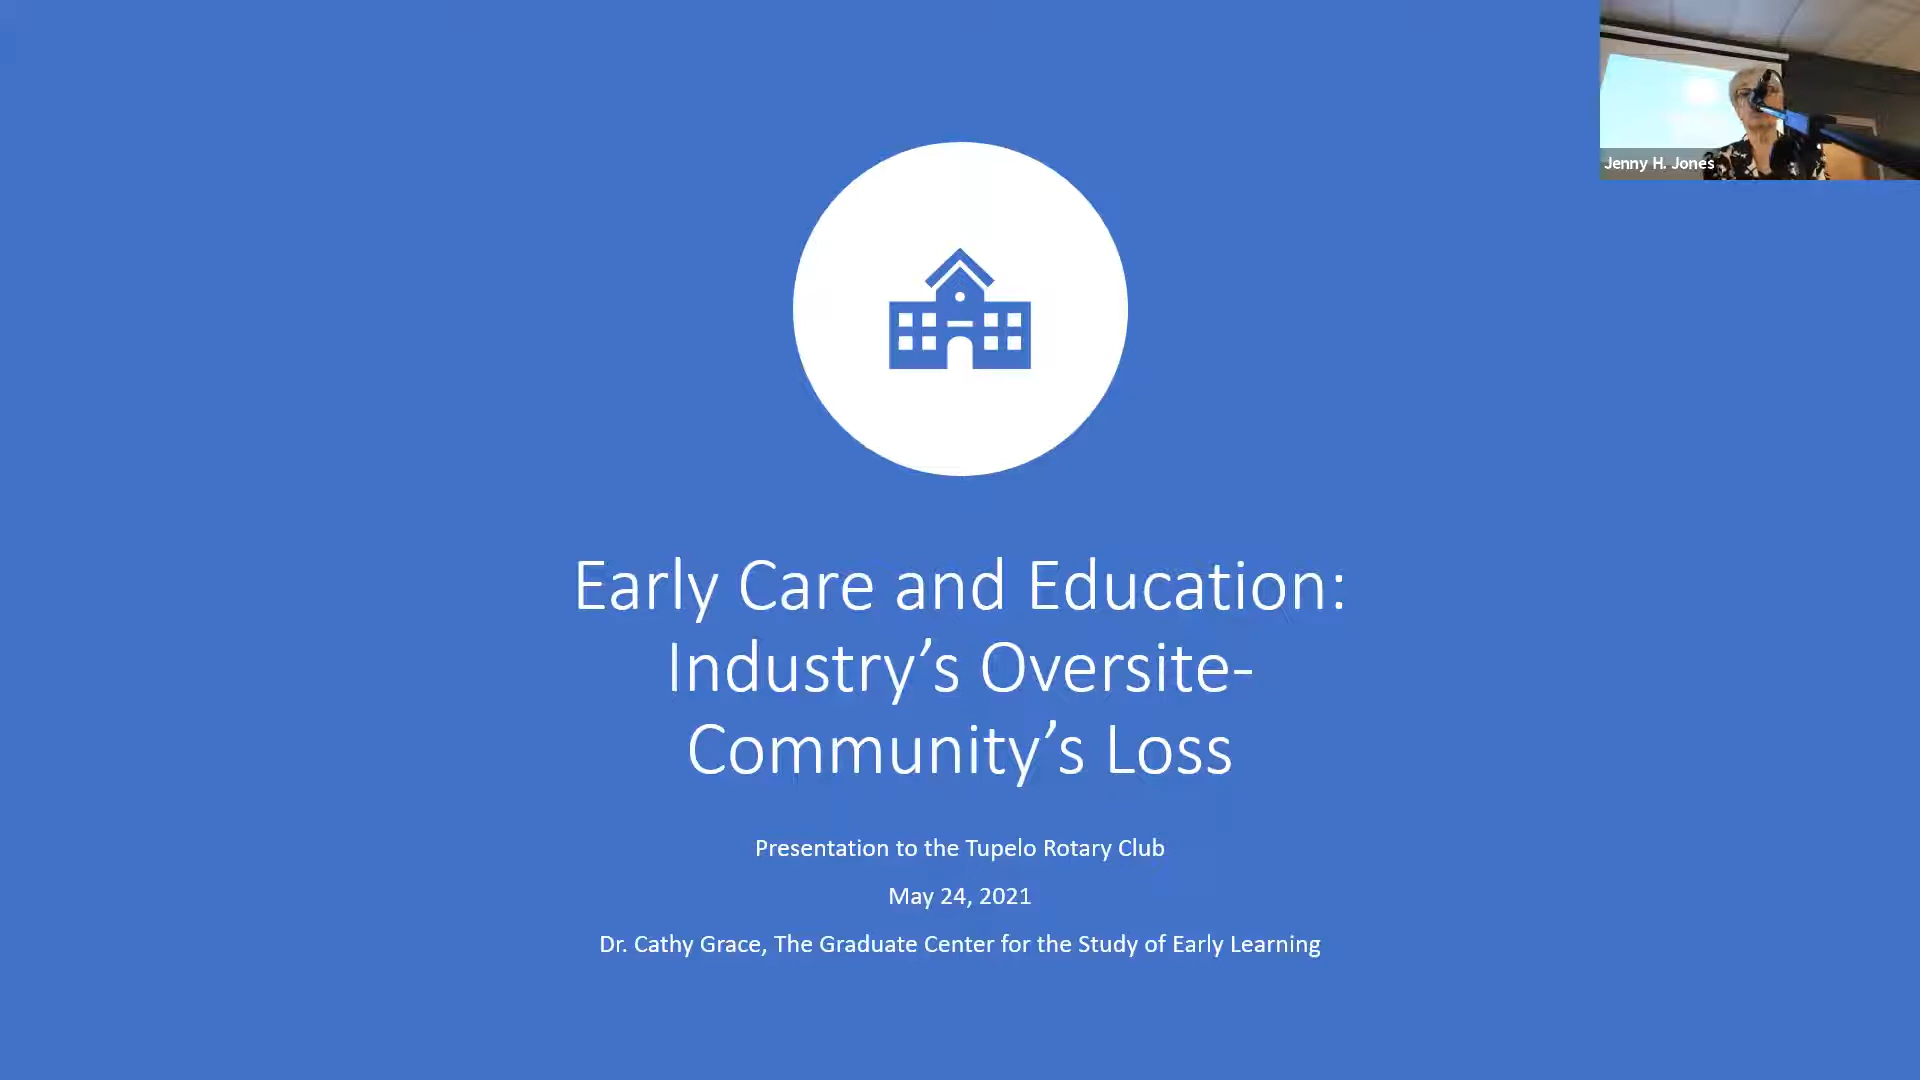 Jenny H. Jones
Early Care and Education:
Industry’s Oversite-
Community’s Loss
Presentation to the Tupelo Rotary Club
May 24, 2021
Dr. Cathy Grace, The Graduate Center for the Study of Early Learning